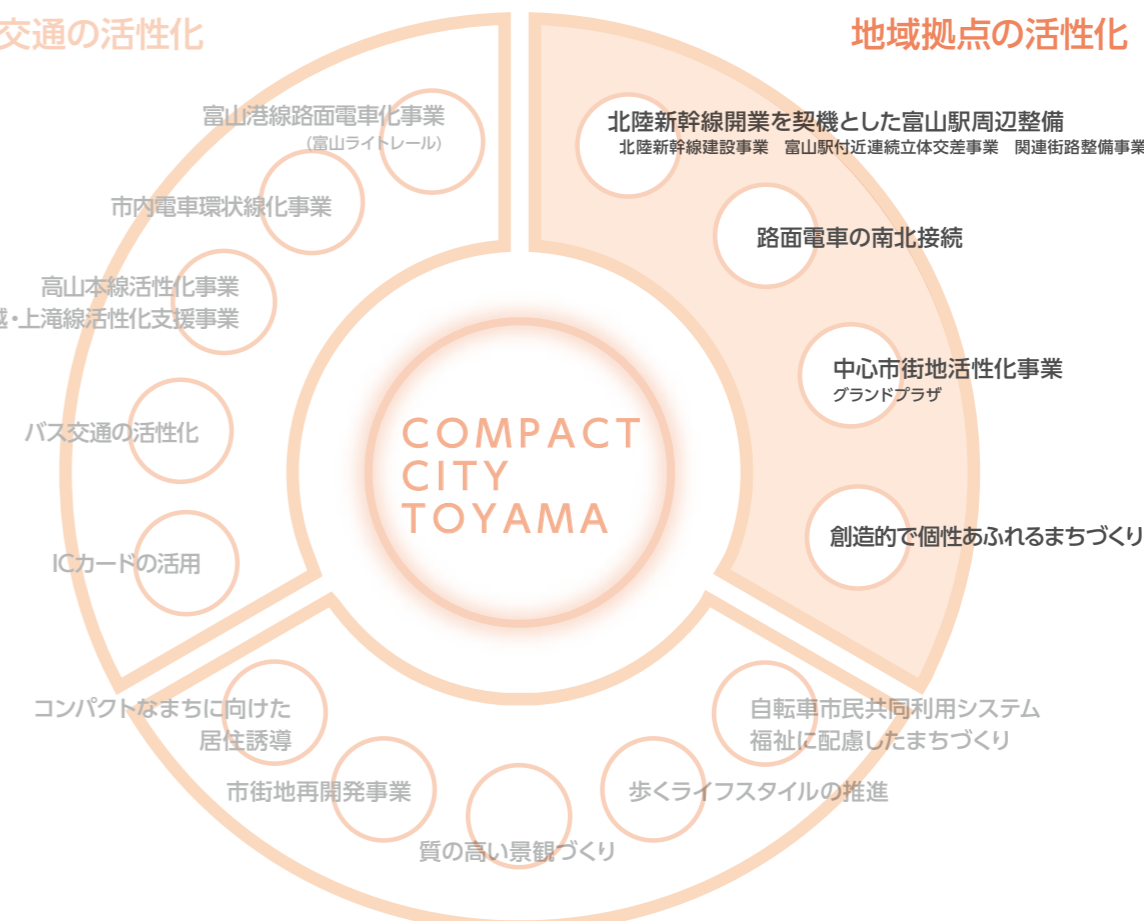 交通の活性化
地域拠点の活性化
富山港線路面電車化事業
(富山ライトレール)
市内電車環状線化事業
高山本線活性化事業
越・上滝線活性化支援事業
バス交通の活性化
ICカードの活用
北陸新幹線開業を契機とした富山駅周辺整備
北陸新幹線建設事業 富山駅付近連続立体交差事業 関連街路整備事業
路面電車の南北接続
中心市街地活性化事業
グランドプラザ
創造的で個性あふれるまちづくり
COMPACT
CITY
TOYAMA
コンパクトなまちに向けた
居住誘導
市街地再開発事業
質の高い景観づくり
歩くライフスタイルの推進
自転車市民共同利用システム
福祉に配慮したまちづくり